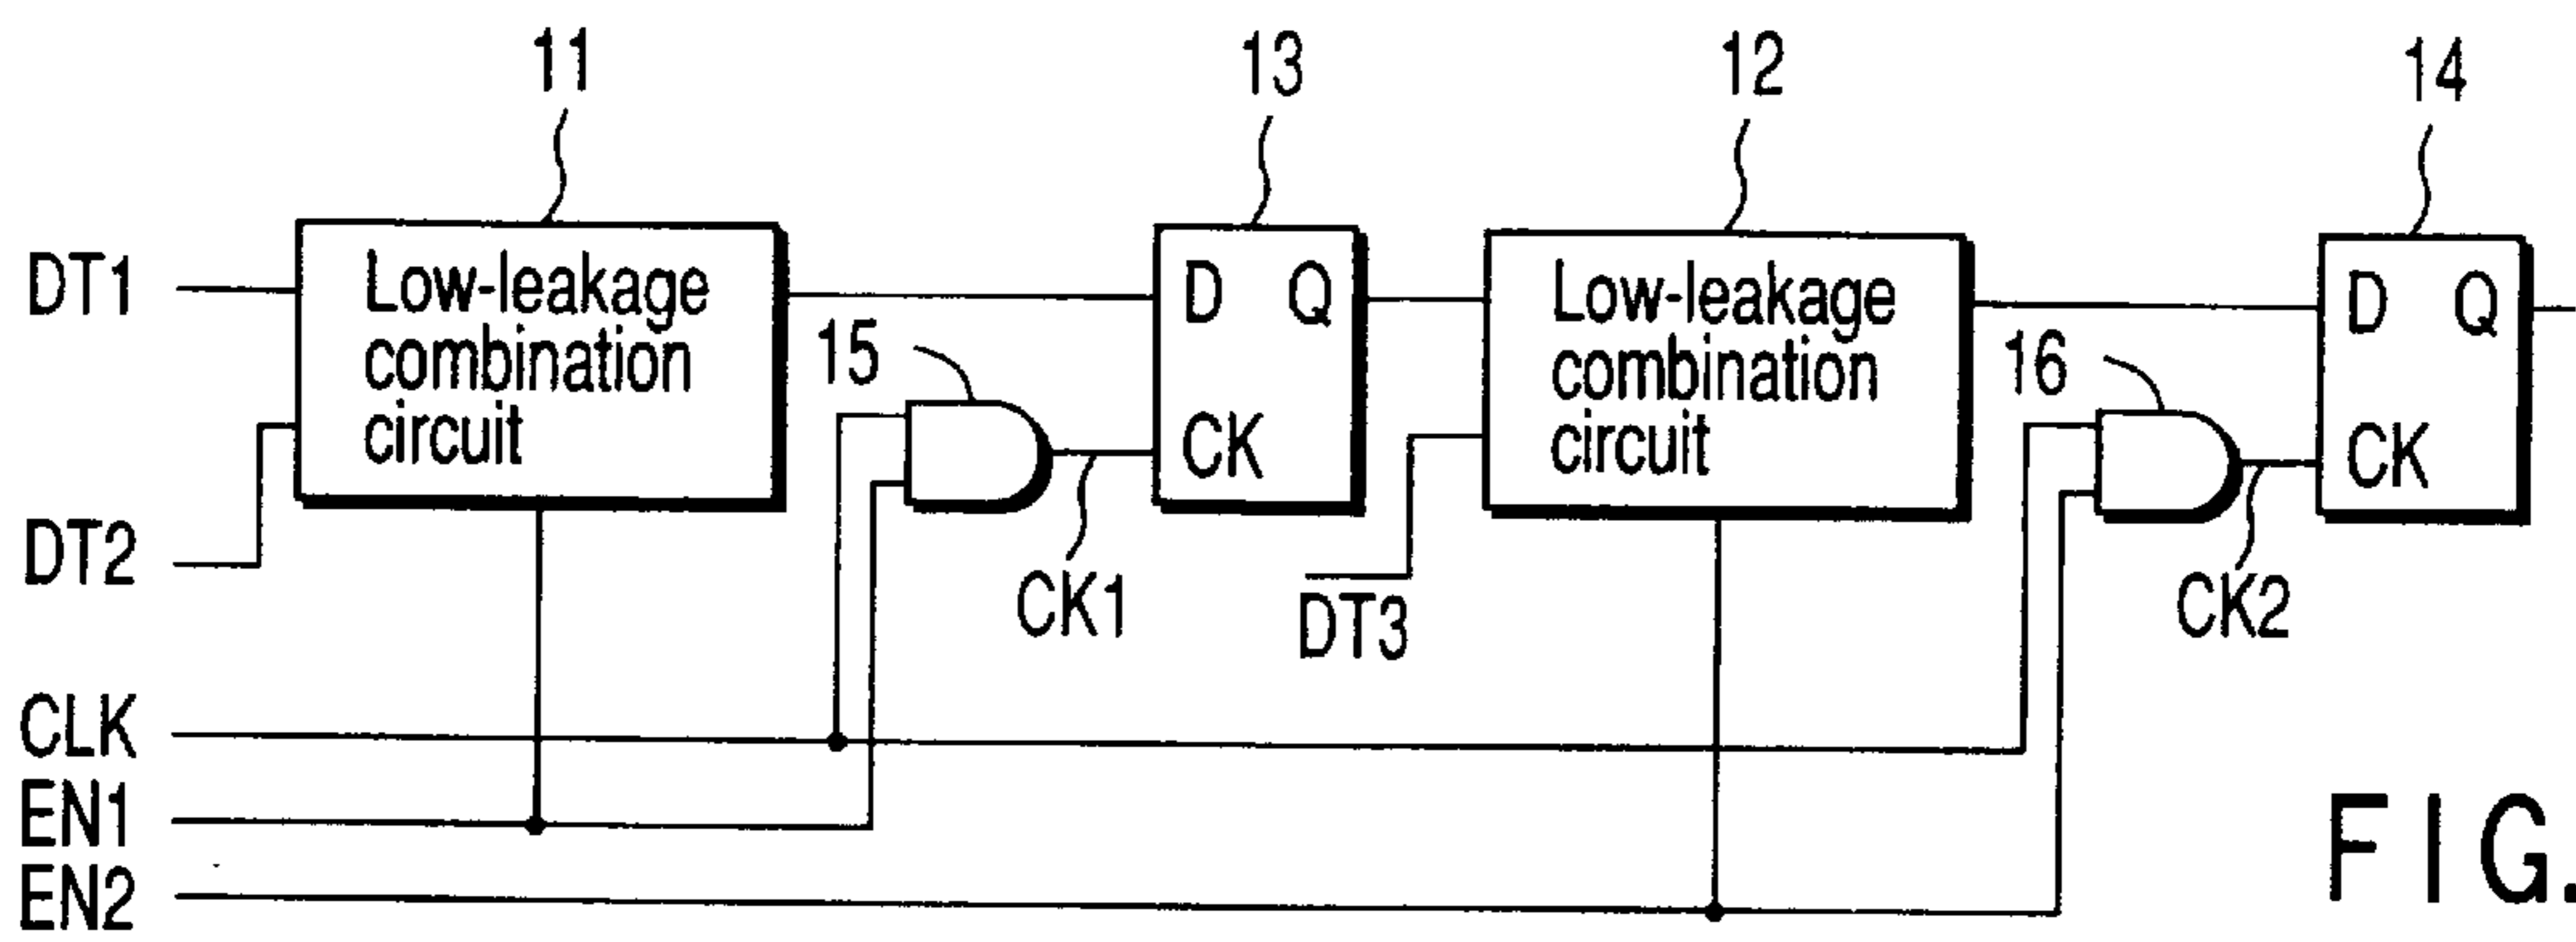 11
13
12
14
DT1
Low-leakage
combination
circuit
15
D Q
CK
Low-leakage
combination
circuit
16
D Q
CK
DT2
CK1
DT3
CK2
CLK
EN1
EN2
FIG.